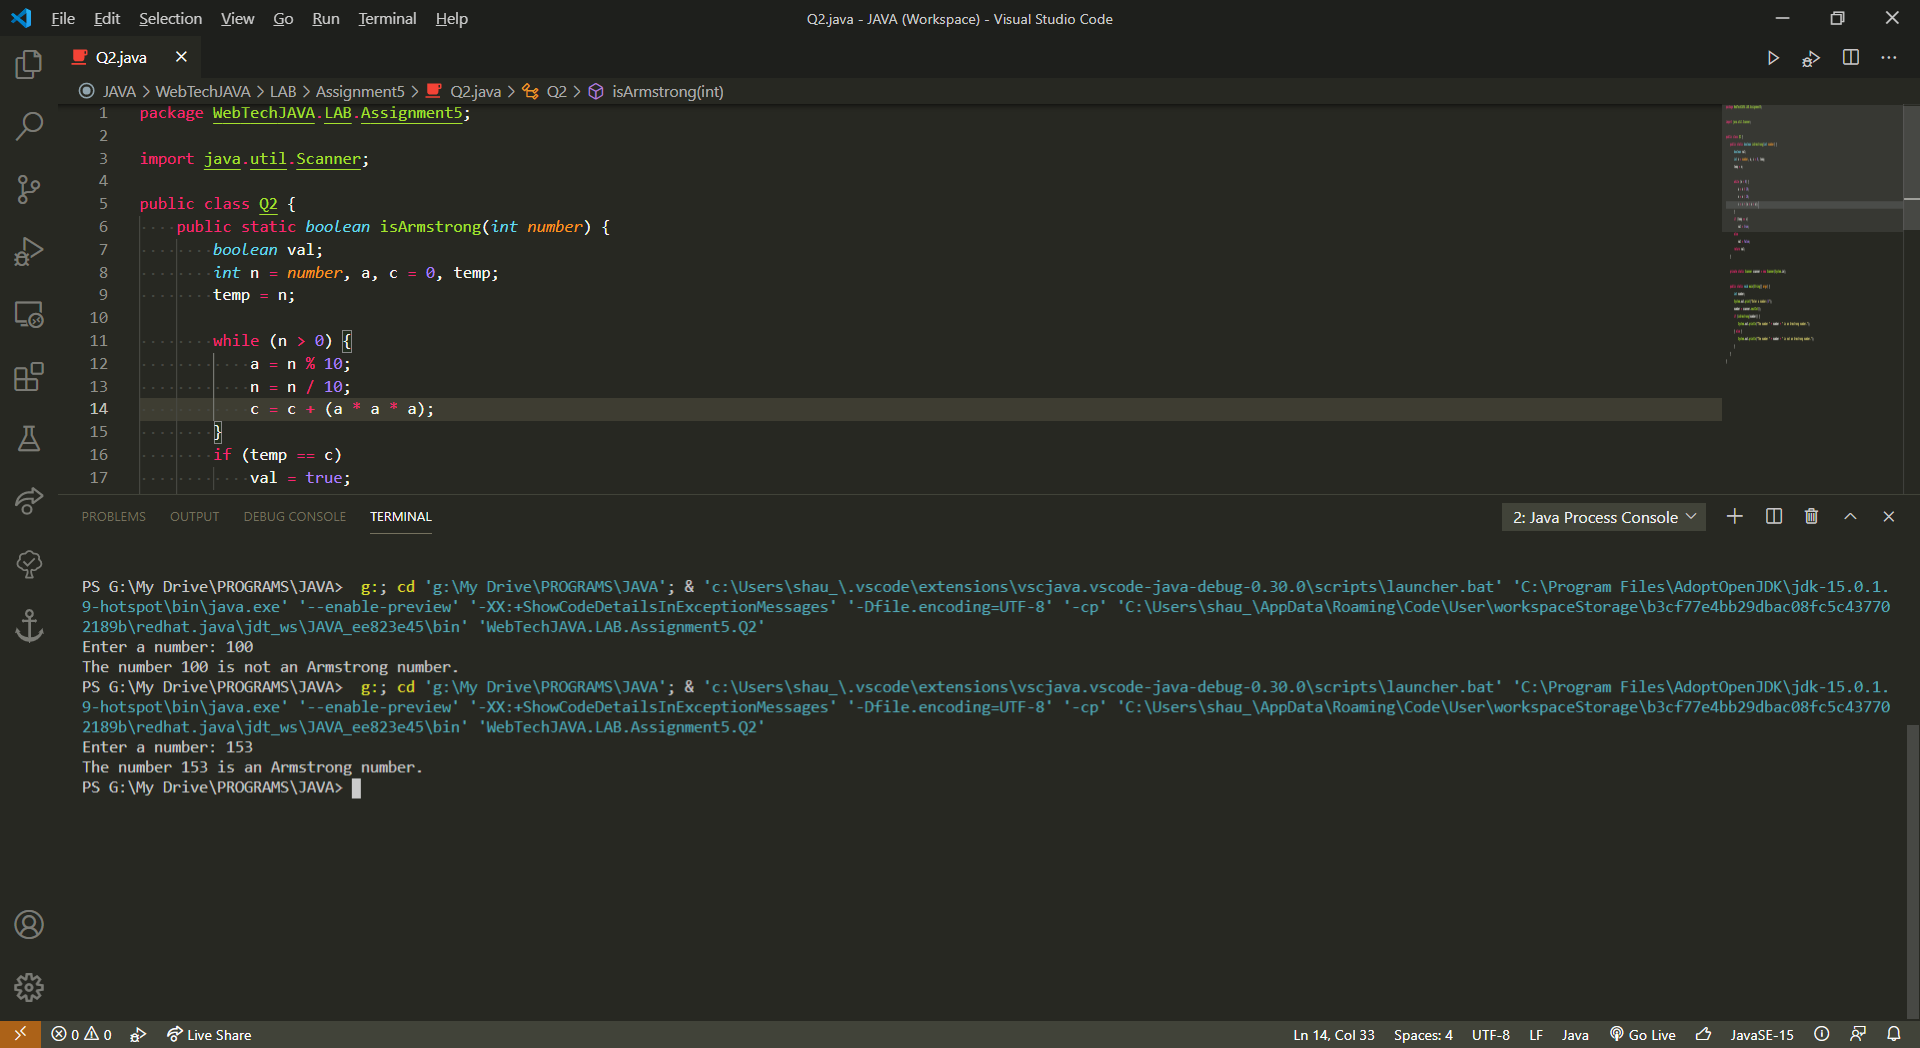 File Edit Selection View Go Run Terminal Help
Q2.java - JAVA (Workspace) - Visual Studio Code
Q2.java
JAVA > WebTechJAVA > LAB > Assignment5 > Q2.java > Q2 > isArmstrong(int)
1 package WebTechJAVA.LAB.Assignment5;
2
3 import java.util.Scanner;
4
5 public class Q2 {
6 public static boolean isArmstrong(int number) {
7 boolean val;
8 int n = number, a, c = 0, temp;
9 temp = n;
10
11 while (n > 0) {
12 a = n % 10;
13 n = n / 10;
14 c = c + (a * a * a);
15 }
16 if (temp == c)
17 val = true;
PROBLEMS OUTPUT DEBUG CONSOLE TERMINAL
2: Java Process Console
PS G:\My Drive\PROGRAMS\JAVA> g:; cd 'g:\My Drive\PROGRAMS\JAVA'; & 'c:\Users\shau_\.vscode\extensions\vscjava.vscode-java-debug-0.30.0\scripts\launcher.bat' 'C:\Program Files\AdoptOpenJDK\jdk-15.0.1.
9-hotspot\bin\java.exe' '--enable-preview' '-XX:+ShowCodeDetailsInExceptionMessages' '-Dfile.encoding=UTF-8' '-cp' 'C:\Users\shau_\AppData\Roaming\Code\User\workspaceStorage\b3cf77e4bb29dbac08fc5c43770
2189b\redhat.java\jdt_ws\JAVA_ee823e45\bin' 'WebTechJAVA.LAB.Assignment5.Q2'
Enter a number: 100
The number 100 is not an Armstrong number.
PS G:\My Drive\PROGRAMS\JAVA> g:; cd 'g:\My Drive\PROGRAMS\JAVA'; & 'c:\Users\shau_\.vscode\extensions\vscjava.vscode-java-debug-0.30.0\scripts\launcher.bat' 'C:\Program Files\AdoptOpenJDK\jdk-15.0.1.
9-hotspot\bin\java.exe' '--enable-preview' '-XX:+ShowCodeDetailsInExceptionMessages' '-Dfile.encoding=UTF-8' '-cp' 'C:\Users\shau_\AppData\Roaming\Code\User\workspaceStorage\b3cf77e4bb29dbac08fc5c43770
2189b\redhat.java\jdt_ws\JAVA_ee823e45\bin' 'WebTechJAVA.LAB.Assignment5.Q2'
Enter a number: 153
The number 153 is an Armstrong number.
PS G:\My Drive\PROGRAMS\JAVA>
0 0 Live Share
Ln 14, Col 33 Spaces: 4 UTF-8 LF Java Go Live JavaSE-15